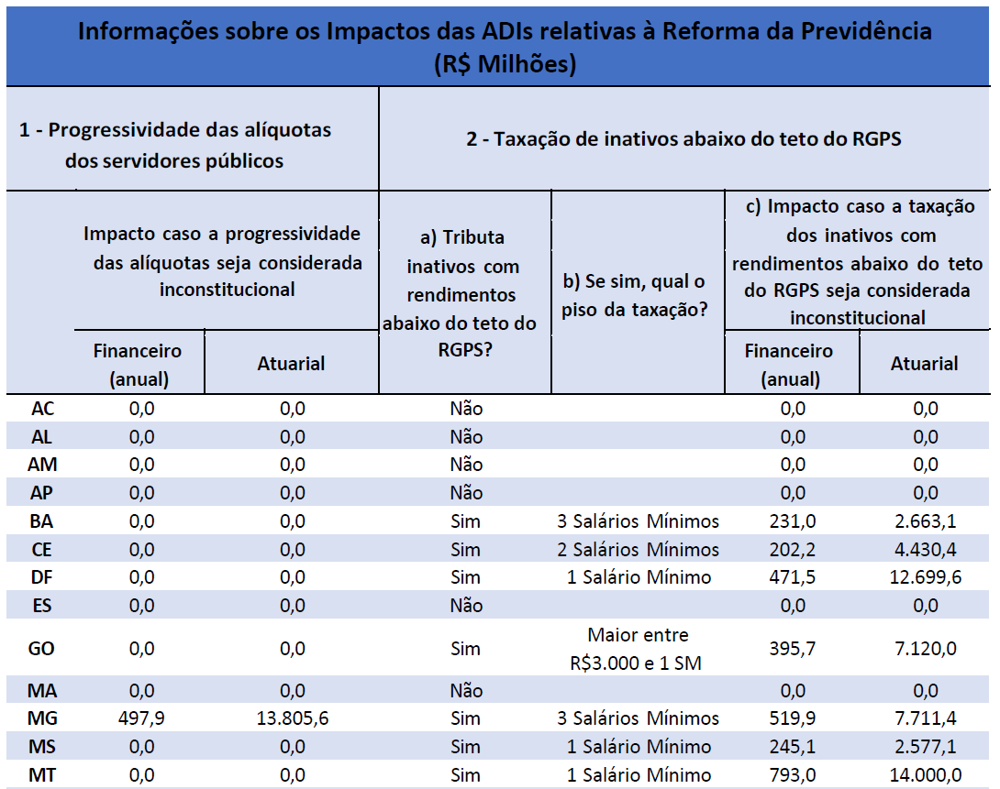 Informações sobre os Impactos das ADIs relativas à Reforma da Previdência
(R$ Milhões)
1 - Progressividade das alíquotas
dos servidores públicos
2 - Taxação de inativos abaixo do teto do RGPS
Impacto caso a progressividade
das alíquotas seja considerada
inconstitucional
a) Tributa
inativos com
rendimentos
abaixo do teto do
RGPS?
b) Se sim, qual o
piso da taxação?
c) Impacto caso a taxação
dos inativos com
rendimentos abaixo do teto
do RGPS seja considerada
inconstitucional
Financeiro
(anual)
Atuarial
Financeiro
(anual)
Atuarial
AC 0,0 0,0 Não 0,0 0,0
AL 0,0 0,0 Não 0,0 0,0
AM 0,0 0,0 Não 0,0 0,0
AP 0,0 0,0 Não 0,0 0,0
BA 0,0 0,0 Sim 3 Salários Mínimos 231,0 2.663,1
CE 0,0 0,0 Sim 2 Salários Mínimos 202,2 4.430,4
DF 0,0 0,0 Sim 1 Salário Mínimo 471,5 12.699,6
ES 0,0 0,0 Não 0,0 0,0
GO 0,0 0,0 Sim Maior entre
R$3.000 e 1 SM 395,7 7.120,0
MA 0,0 0,0 Não 0,0 0,0
MG 497,9 13.805,6 Sim 3 Salários Mínimos 519,9 7.711,4
MS 0,0 0,0 Sim 1 Salário Mínimo 245,1 2.577,1
MT 0,0 0,0 Sim 1 Salário Mínimo 793,0 14.000,0